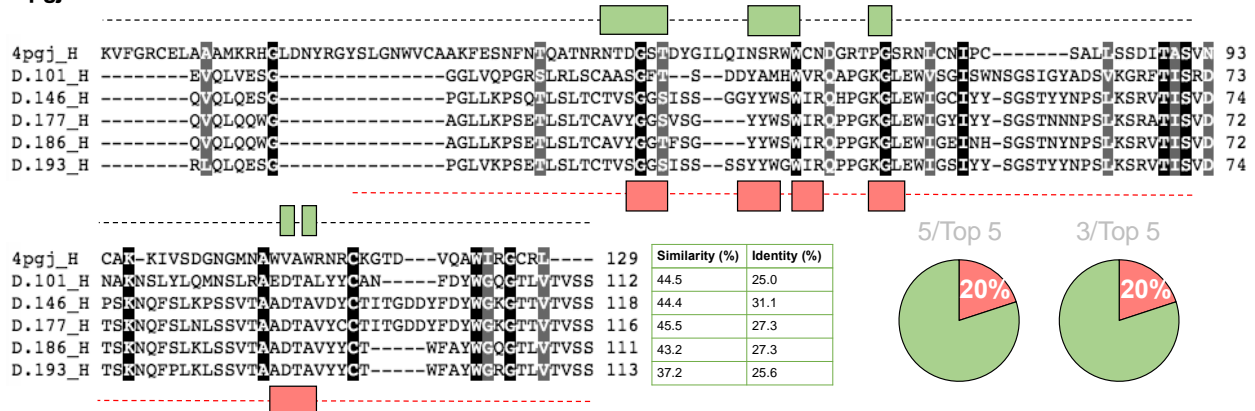 4pgj_H KVFGRCELAAAMKRHGLDNYRGYSLGNWVCAAKFESNFNTQATNRNTDGSTDYGILQINSRWWCNDGRTPGSRNLCNIPC-------SALLSSDITASVN 93
D.101_H --------EVQLVESG---------------GGLVQPGRSLRLSCAASGFT--S--DDYAMHWVRQAPGKGLEWVSGISWNSGSIGYADSVKGRFTISRD 73
D.146_H --------QVQLQESG---------------PGLLKPSQTLSLTCTVSGGSISS--GGYYWSWIRQHPGKGLEWIGCIYY-SGSTYYNPSLKSRVTISVD 74
D.177_H --------QVQLQQWG---------------AGLLKPSETLSLTCAVYGGSVSG----YYWSWIRQPPGKGLEWIGYIYY-SGSTNNNPSLKSRATISVD 72
D.186_H --------QVQLQQWG---------------AGLLKPSETLSLTCAVYGGTFSG----YYWSWIRQPPGKGLEWIGEINH-SGSTNYNPSLKSRVTISVD 72
D.193_H --------RLQLQESG---------------PGLVKPSETLSLTCTVSGGSISS--SSYYWGWIRQPPGKGLEWIGSIYY-SGSTYYNPSLKSRVTISVD 74
4pgj_H CAK-KIVSDGNGMNAWVAWRNRCKGTD---VQAWIRGCRL---- 129
D.101_H NAKNSLYLQMNSLRAEDTALYYCAN-----FDYWGQGTLVTVSS 112
D.146_H PSKNQFSLKPSSVTAADTAVDYCTITGDDYFDYWGKGTTVTVSS 118
D.177_H TSKNQFSLNLSSVTAADTAVYYCCTITGDDYFDYWGKGTTVTVSS 116
D.186_H TSKNQFSLKLSSVTAADTAVYYCT-----WFAYWGQGTLVTVSS 111
D.193_H TSKNQFPLKLSSVTAADTAVYYCT-----WFAYWGRGTLVTVSS 113
Similarity (%) Identity (%)
44.5 25.0
44.4 31.1
45.5 27.3
43.2 27.3
37.2 25.6
5/Top 5 3/Top 5
20% 20%